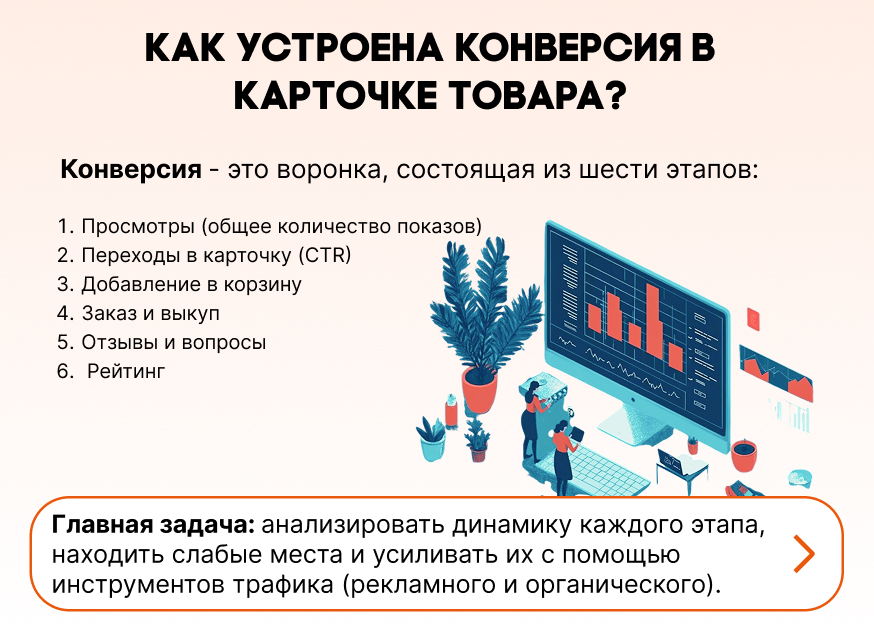 КАК УСТРОЕНА КОНВЕРСИЯ В
КАРТОЧКЕ ТОВАРА?
Конверсия - это воронка, состоящая из шести этапов:
1. Просмотры (общее количество показов)
2. Переходы в карточку (CTR)
3. Добавление в корзину
4. Заказ и выкуп
5. Отзывы и вопросы
6. Рейтинг
Главная задача: анализировать динамику каждого этапа,
находить слабые места и усиливать их с помощью
инструментов трафика (рекламного и органического).